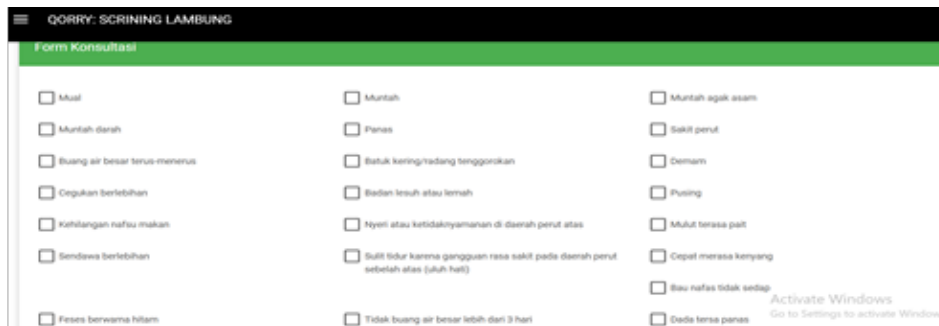 QORRY: SCRINING LAMBUNG
Form Konsultasi
Mual
Muntah
Muntah agak asam
Muntah darah
Panas
Sakit perut
Buang air besar terus-menerus
Batuk kering/radang tenggorokan
Demam
Cegukan berlebihan
Badan lesuh atau lemah
Pusing
Kehilangan nafsu makan
Nyeri atau ketidaknyamanan di daerah perut atas
Mulut terasa pait
Sendawa berlebihan
Sulit tidur karena gangguan rasa sakit pada daerah perut
sebelah atas (uluh hati)
Cepat merasa kenyang
Bau nafas tidak sedap
Feses berwarna hitam
Tidak buang air besar lebih dari 3 hari
Dada tersa panas
Activate Windows
Go to Settings to activate Window